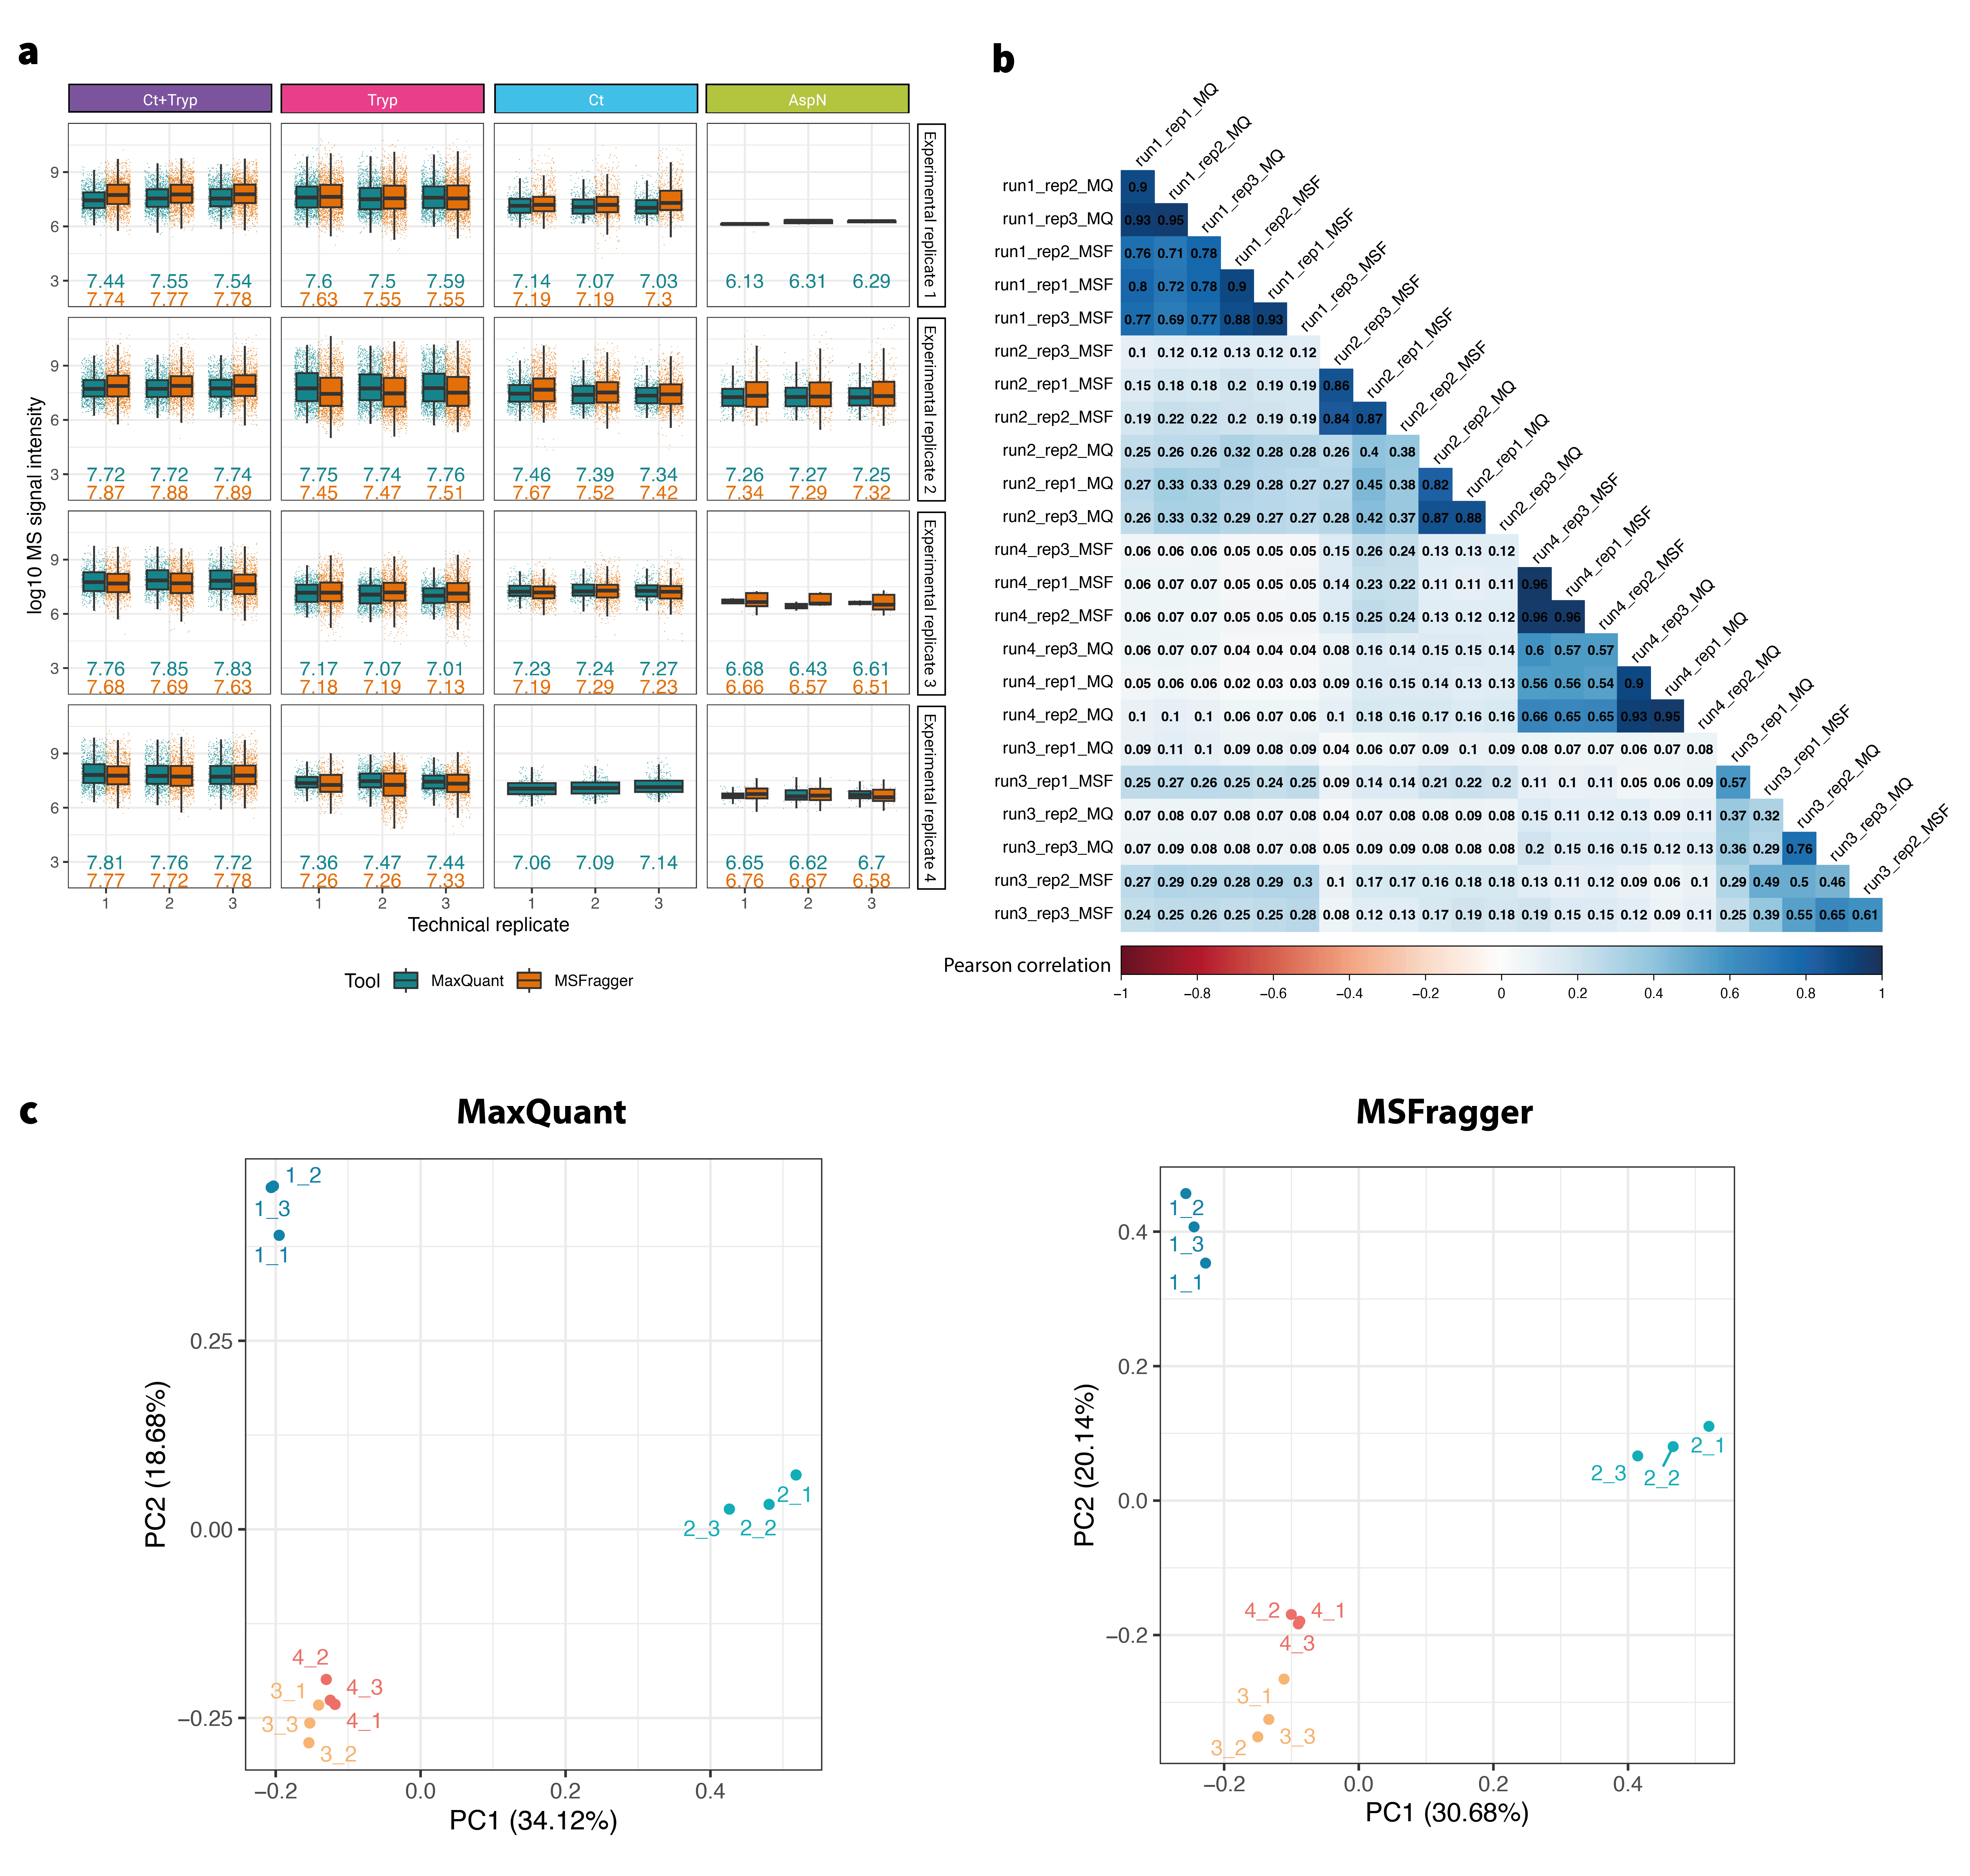 a
Ct+Tryp Tryp Ct AspN
log10 MS signal intensity
9
6
3
7.44 7.55 7.54 7.6 7.5 7.59 7.14 7.07 7.03 6.13 6.31 6.29
7.74 7.77 7.78 7.63 7.55 7.55 7.19 7.19 7.3
Experimental replicate 1
9
6
3
7.72 7.72 7.74 7.75 7.74 7.76 7.46 7.39 7.34 7.26 7.27 7.25
7.87 7.88 7.89 7.45 7.47 7.51 7.67 7.52 7.42 7.34 7.29 7.32
Experimental replicate 2
9
6
3
7.76 7.85 7.83 7.17 7.07 7.01 7.23 7.24 7.27 6.68 6.43 6.61
7.68 7.69 7.63 7.18 7.19 7.13 7.19 7.29 7.23 6.66 6.57 6.51
Experimental replicate 3
9
6
3
7.81 7.76 7.72 7.36 7.47 7.44 7.06 7.09 7.14 6.65 6.62 6.7
7.77 7.72 7.78 7.26 7.26 7.33 6.76 6.67 6.58
Experimental replicate 4
1 2 3 1 2 3 1 2 3 1 2 3
Technical replicate
Tool MaxQuant MSFragger
b
run1_rep1_MQ
run1_rep2_MQ 0.9 run1_rep2_MQ
run1_rep3_MQ 0.93 0.95 run1_rep3_MQ
run1_rep2_MSF 0.76 0.71 0.78 run1_rep2_MSF
run1_rep1_MSF 0.8 0.72 0.78 0.9 run1_rep1_MSF
run1_rep3_MSF 0.77 0.69 0.77 0.88 0.93 run1_rep3_MSF
run2_rep3_MSF 0.1 0.12 0.12 0.13 0.12 0.12 run2_rep3_MSF
run2_rep1_MSF 0.15 0.18 0.18 0.2 0.19 0.19 0.86 run2_rep1_MSF
run2_rep2_MSF 0.19 0.22 0.22 0.2 0.19 0.19 0.84 0.87 run2_rep2_MSF
run2_rep2_MQ 0.25 0.26 0.26 0.32 0.28 0.28 0.26 0.4 0.38 run2_rep2_MQ
run2_rep1_MQ 0.27 0.33 0.33 0.29 0.28 0.27 0.27 0.45 0.38 0.82 run2_rep1_MQ
run2_rep3_MQ 0.26 0.33 0.32 0.29 0.27 0.27 0.28 0.42 0.37 0.87 0.88 run2_rep3_MQ
run4_rep3_MSF 0.06 0.06 0.06 0.05 0.05 0.05 0.15 0.26 0.24 0.13 0.13 0.12 run4_rep3_MSF
run4_rep1_MSF 0.06 0.07 0.07 0.05 0.05 0.05 0.14 0.23 0.22 0.11 0.11 0.11 0.96 run4_rep1_MSF
run4_rep2_MSF 0.06 0.07 0.07 0.05 0.05 0.05 0.15 0.25 0.24 0.13 0.12 0.12 0.96 0.96 run4_rep2_MSF
run4_rep3_MQ 0.06 0.07 0.07 0.04 0.04 0.04 0.08 0.16 0.14 0.15 0.15 0.14 0.6 0.57 0.57 run4_rep3_MQ
run4_rep1_MQ 0.05 0.06 0.06 0.02 0.03 0.03 0.09 0.16 0.15 0.14 0.13 0.13 0.56 0.56 0.54 0.9 run4_rep1_MQ
run4_rep2_MQ 0.1 0.1 0.1 0.06 0.07 0.06 0.1 0.18 0.16 0.17 0.16 0.16 0.66 0.65 0.65 0.93 0.95 run4_rep2_MQ
run3_rep1_MQ 0.09 0.11 0.1 0.09 0.08 0.09 0.04 0.06 0.07 0.09 0.1 0.09 0.08 0.07 0.07 0.06 0.07 0.08 run3_rep1_MQ
run3_rep1_MSF 0.25 0.27 0.26 0.25 0.24 0.25 0.09 0.14 0.14 0.21 0.22 0.2 0.11 0.1 0.11 0.05 0.06 0.09 0.57 run3_rep1_MSF
run3_rep2_MQ 0.07 0.08 0.07 0.08 0.07 0.08 0.04 0.07 0.08 0.08 0.09 0.08 0.15 0.11 0.12 0.13 0.09 0.11 0.37 0.32 run3_rep2_MQ
run3_rep3_MQ 0.07 0.09 0.08 0.08 0.07 0.08 0.05 0.09 0.09 0.08 0.08 0.08 0.2 0.15 0.16 0.15 0.12 0.13 0.36 0.29 0.76 run3_rep3_MQ
run3_rep2_MSF 0.27 0.29 0.29 0.28 0.29 0.3 0.1 0.17 0.17 0.16 0.18 0.18 0.13 0.11 0.12 0.09 0.06 0.1 0.29 0.49 0.5 0.46 run3_rep2_MSF
run3_rep3_MSF 0.24 0.25 0.26 0.25 0.25 0.28 0.08 0.12 0.13 0.17 0.19 0.18 0.19 0.15 0.15 0.12 0.09 0.11 0.25 0.39 0.55 0.65 0.61
Pearson correlation
−1 −0.8 −0.6 −0.4 −0.2 0 0.2 0.4 0.6 0.8 1
c
MaxQuant
1_2
1_3
1_1
0.25
2_1
0.00
2_3 2_2
4_2
3_1 4_3
−0.25
3_3 4_1
3_2
−0.2 0.0 0.2 0.4
PC1 (34.12%)
PC2 (18.68%)
MSFragger
1_2
0.4
1_3
1_1
0.2
2_1
2_3 2_2
0.0
4_2 4_1
−0.2
4_3
3_1
3_3
3_2
−0.2 0.0 0.2 0.4
PC1 (30.68%)
PC2 (20.14%)